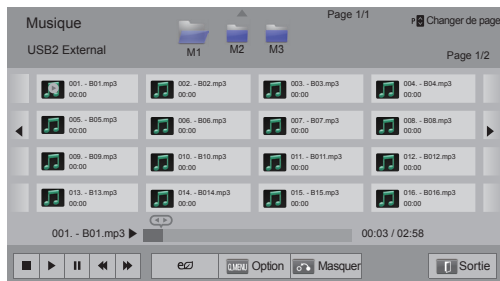 Musique
Page 1/1
P Changer de page
USB2 External
M1 M2 M3
Page 1/2
001. - B01.mp3
00:00
002. - B02.mp3
00:00
003. - B03.mp3
00:00
004. - B04.mp3
00:00
005. - B05.mp3
00:00
006. - B06.mp3
00:00
007. - B07.mp3
00:00
008. - B08.mp3
00:00
009. - B09.mp3
00:00
010. - B10.mp3
00:00
011. - B011.mp3
00:00
012. - B012.mp3
00:00
013. - B13.mp3
00:00
014. - B014.mp3
00:00
015. - B15.mp3
00:00
016. - B016.mp3
00:00
001. - B01.mp3
00:03 / 02:58
Q.MENU Option
Masquer
Sortie